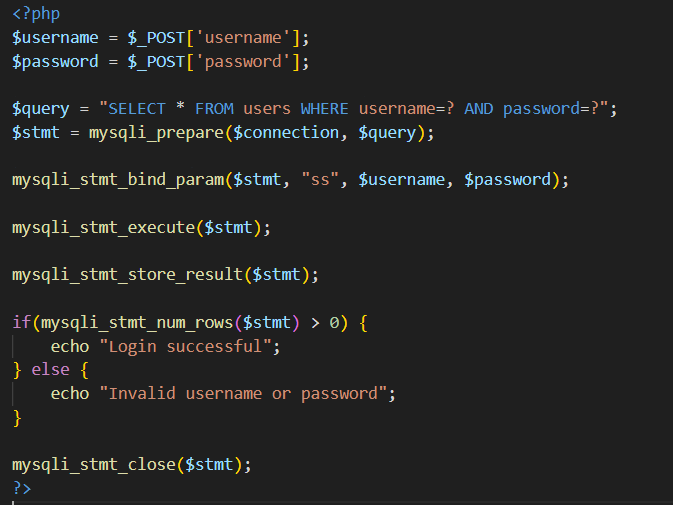 <?php
$username = $_POST['username'];
$password = $_POST['password'];
$query = "SELECT * FROM users WHERE username=? AND password=?";
$stmt = mysqli_prepare($connection, $query);
mysqli_stmt_bind_param($stmt, "ss", $username, $password);
mysqli_stmt_execute($stmt);
mysqli_stmt_store_result($stmt);
if(mysqli_stmt_num_rows($stmt) > 0) {
    echo "Login successful";
} else {
    echo "Invalid username or password";
}
mysqli_stmt_close($stmt);
?>